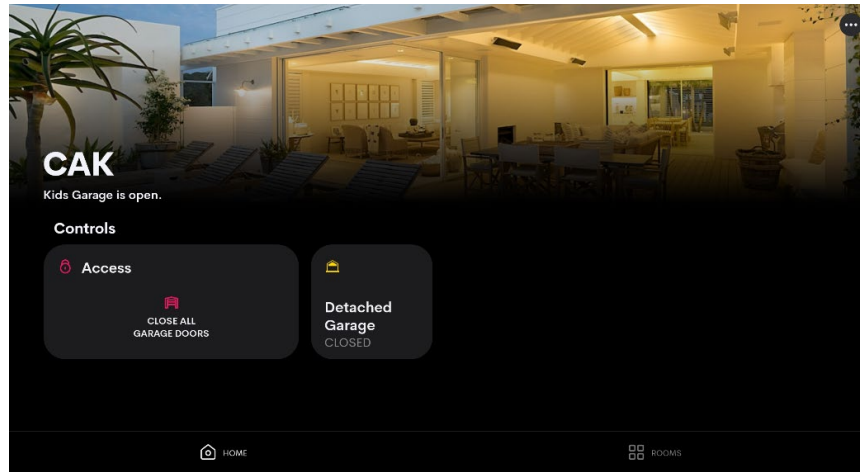 CAK
Kids Garage is open.
Controls
Access
CLOSE ALL
GARAGE DOORS
Detached
Garage
CLOSED
HOME
ROOMS